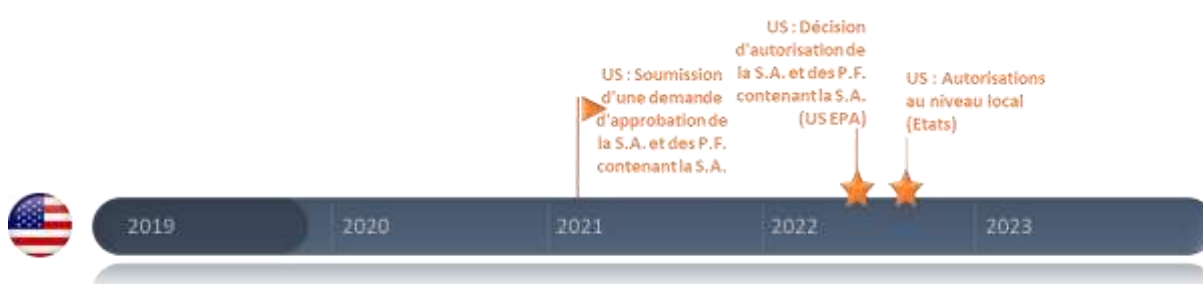 US : Soumission
d'une demande
d'approbation de
la S.A. et des P.F.
contenant la S.A.
US : Décision
d'autorisation de
la S.A. et des P.F.
contenant la S.A.
(US EPA)
US : Autorisations
au niveau local
(Etats)
2019
2020
2021
2022
2023